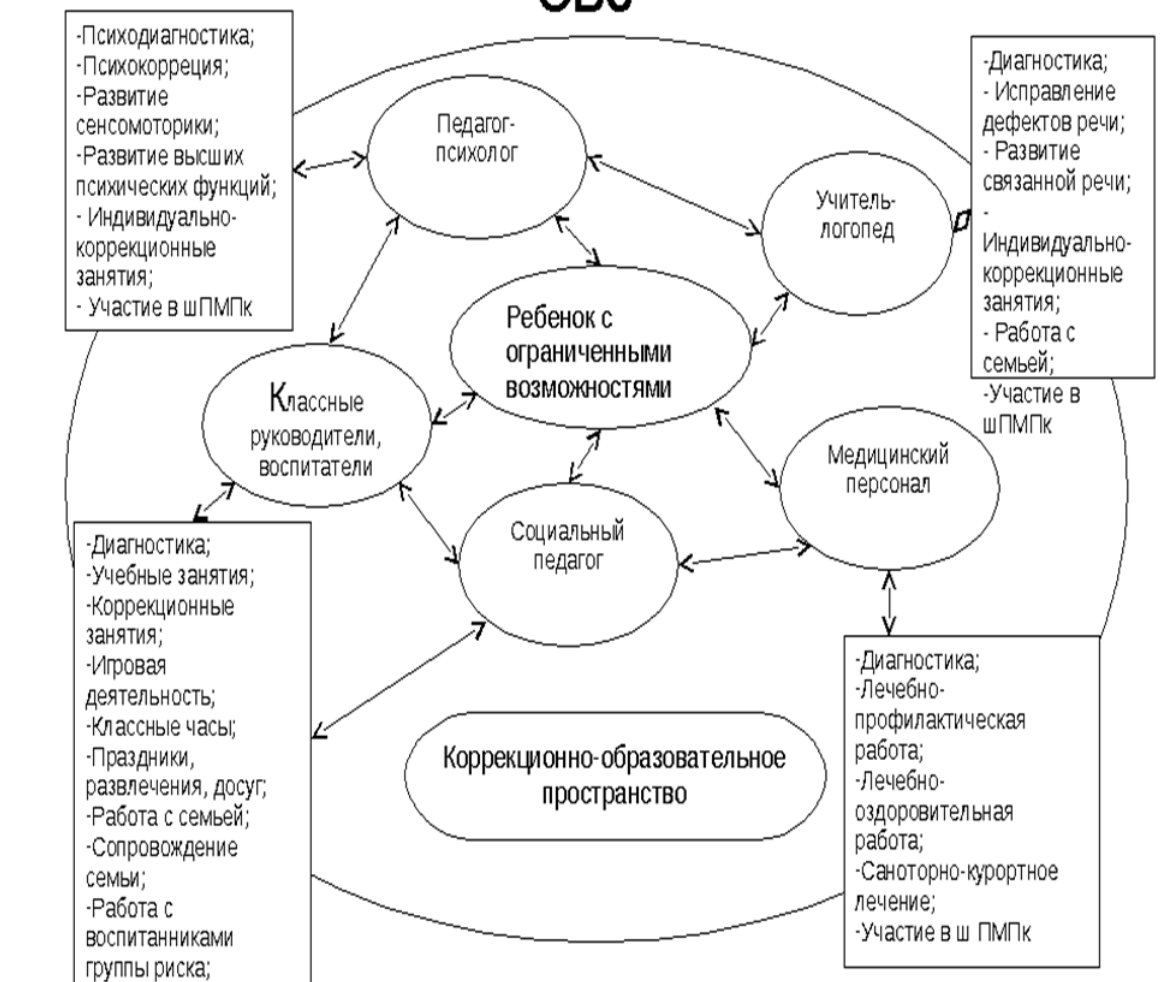 -Психодиагностика;
-Психокорреция;
-Развитие
сенсомоторики;
-Развитие высших
психических функций;
- Индивидуально-
коррекционные
занятия;
- Участие в шПМПк
Педагог-
психолог
Учитель-
логопед
-Диагностика;
- Исправление
дефектов речи;
- Развитие
связанной речи;
-
Индивидуально-
коррекционные
занятия;
- Работа с
семьей;
-Участие в
шПМПк
Ребенок с
ограниченными
возможностями
Классные
руководители,
воспитатели
Медицинский
персонал
Социальный
педагог
-Диагностика;
-Учебные занятия;
-Коррекционные
занятия;
-Игровая
деятельность;
-Классные часы;
-Праздники,
развлечения, досуг;
-Работа с семьей;
-Сопровождение
семьи;
-Работа с
воспитанниками
группы риска;
Коррекционно-образовательное
пространство
-Диагностика;
-Лечебно-
профилактическая
работа;
-Лечебно-
оздоровительная
работа;
-Саноторно-курортное
лечение;
-Участие в ш ПМПк